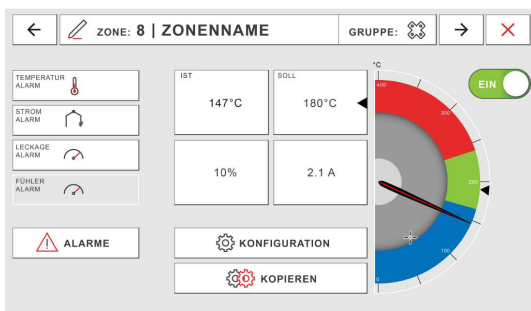 ZONE: 8 | ZONENNAME
GRUPPE:
TEMPERATUR
ALARM
STROM
ALARM
LECKAGE
ALARM
FÜHLER
ALARM
ALARME
IST
147°C
SOLL
180°C
10%
2.1 A
KONFIGURATION
KOPIEREN
°C
400
300
200
100
0
EIN